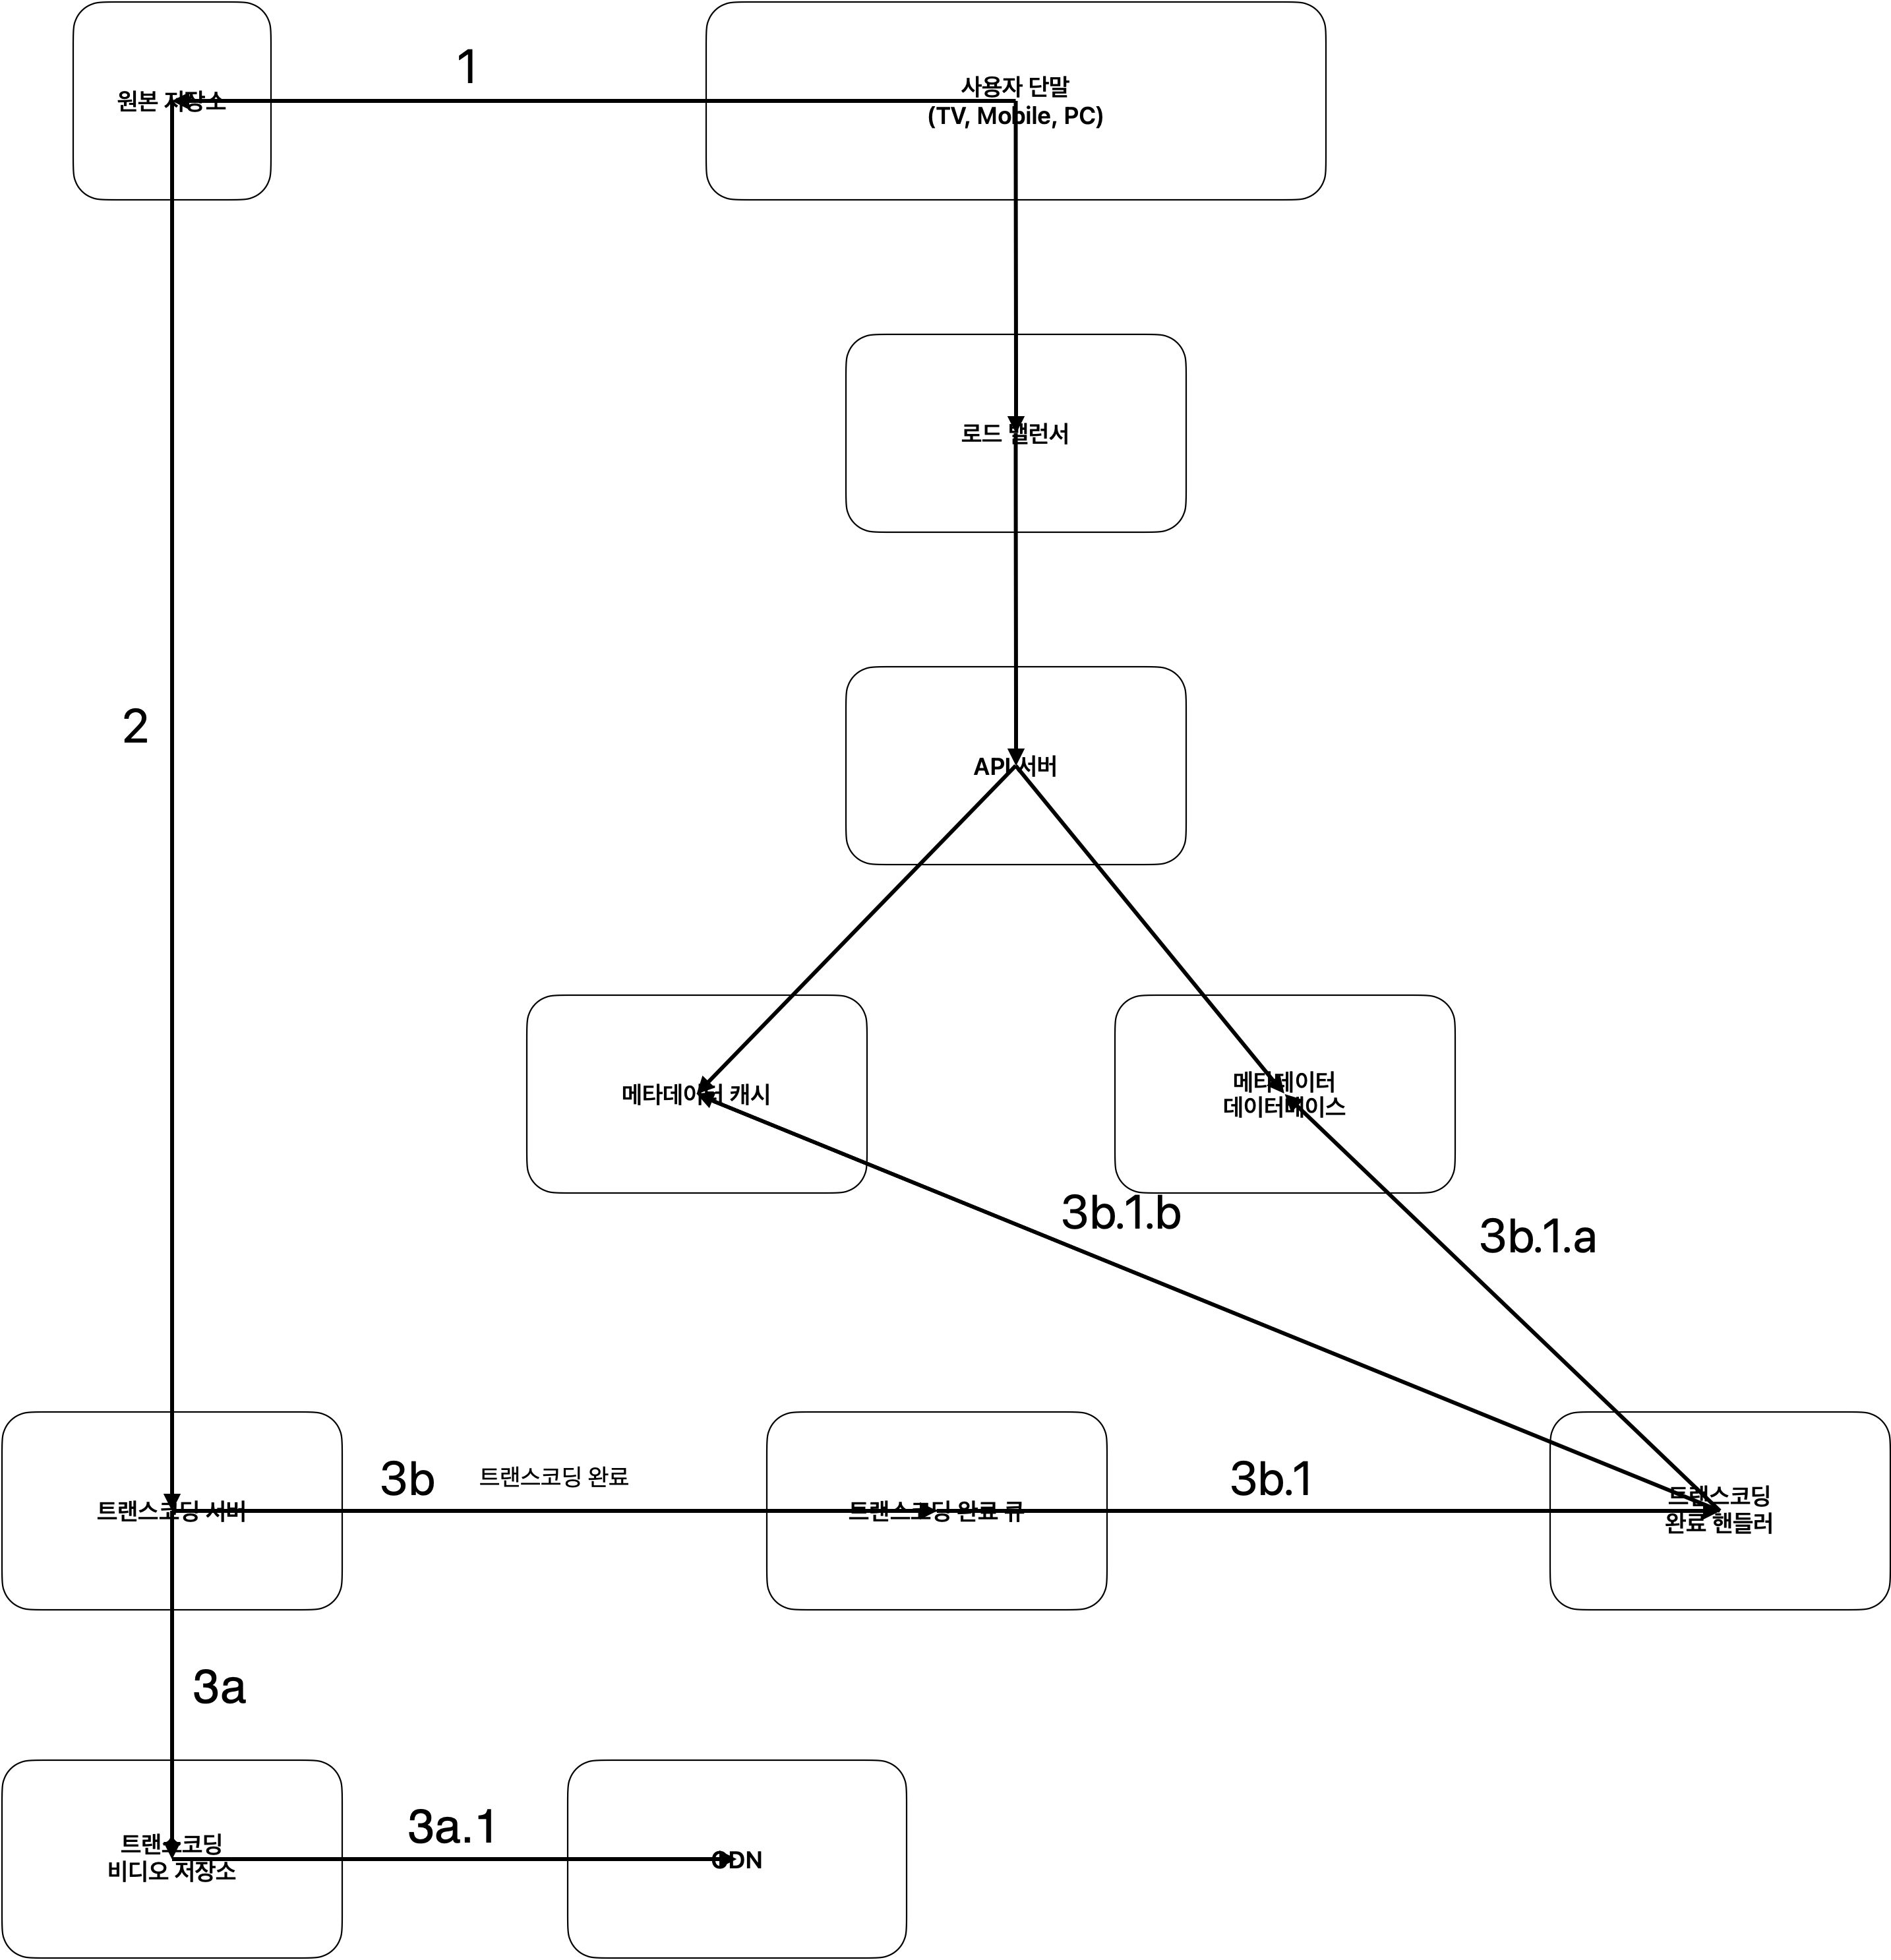 1
원본 저장소
사용자 단말
(TV, Mobile, PC)
로드 밸런서
2
API 서버
메타데이터 캐시
메타데이터
데이터베이스
3b.1.b
3b.1.a
3b
트랜스코딩 완료
3b.1
트랜스코딩 서버
트랜스코딩 완료 큐
트랜스코딩
완료 핸들러
3a
3a.1
트랜스코딩
비디오 저장소
CDN